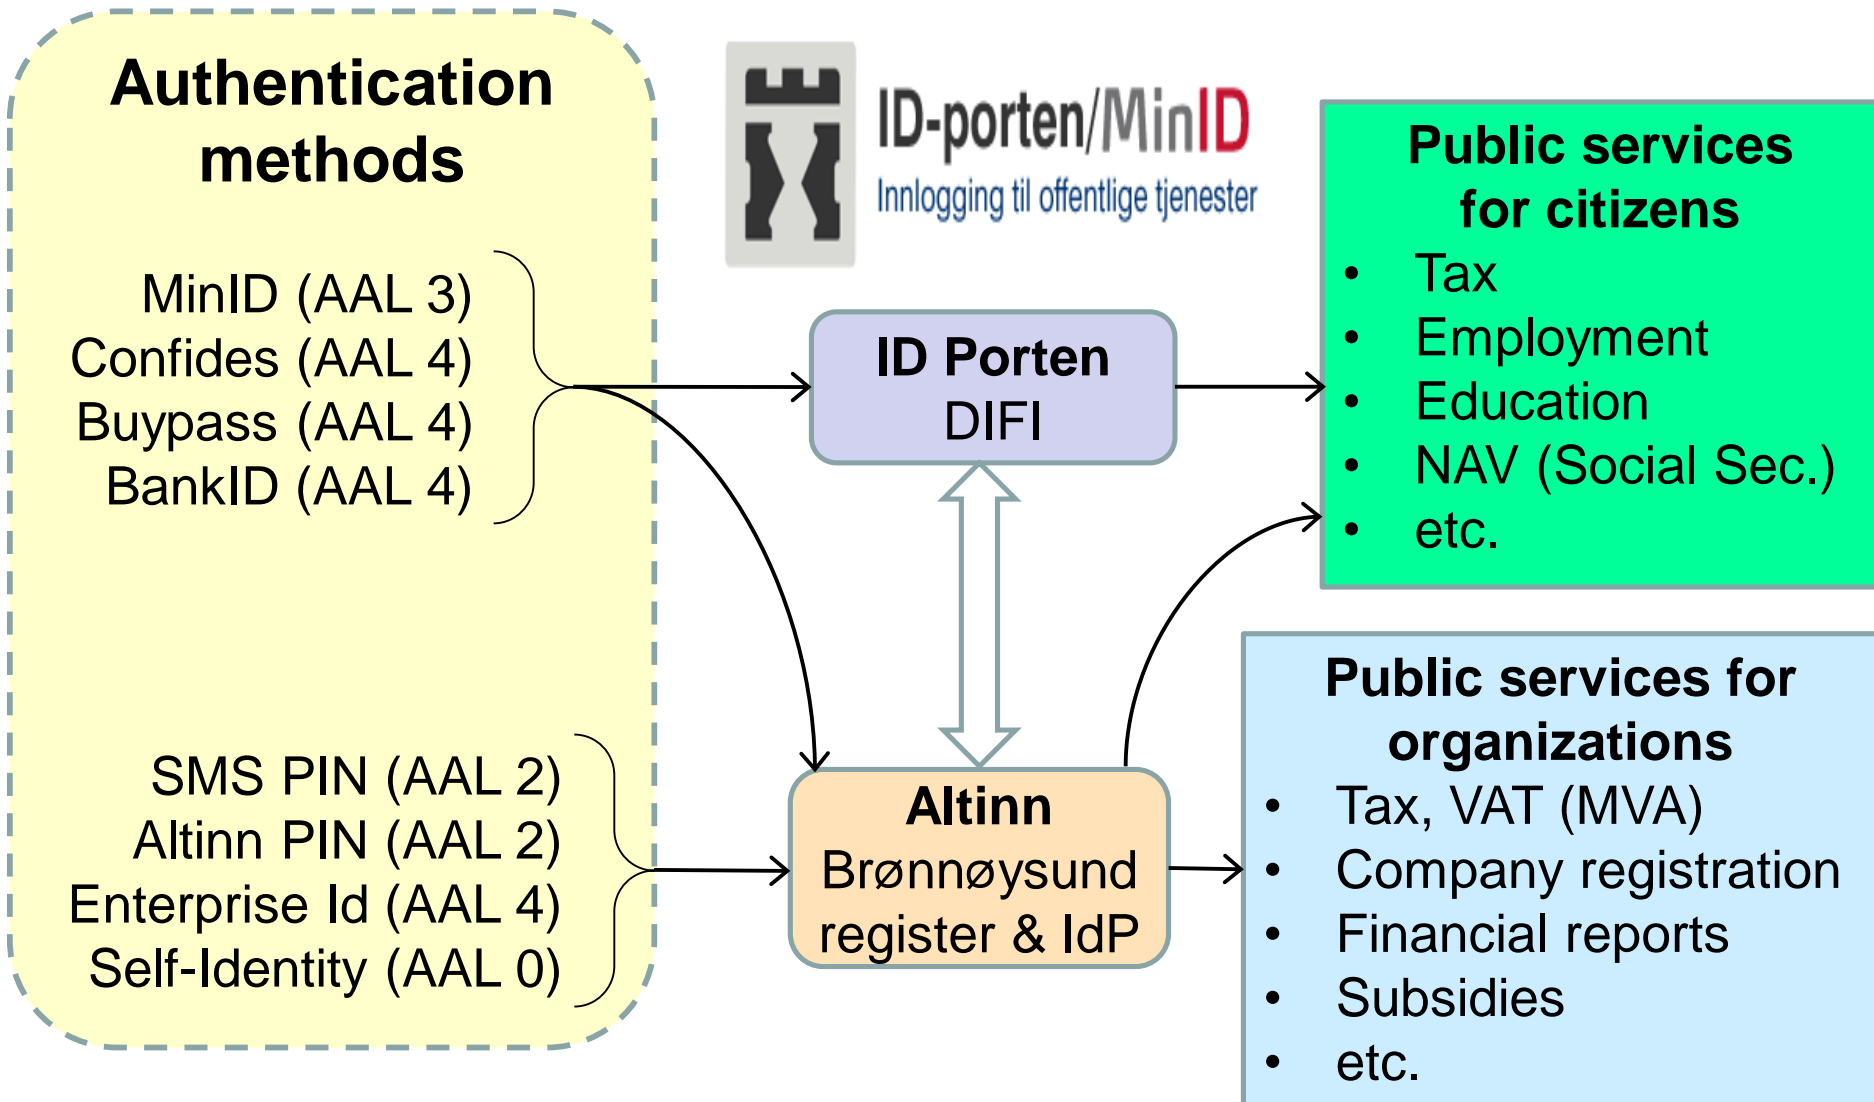 Authentication
methods
MinID (AAL 3)
Confides (AAL 4)
Buypass (AAL 4)
BankID (AAL 4)
SMS PIN (AAL 2)
Altinn PIN (AAL 2)
Enterprise Id (AAL 4)
Self-Identity (AAL 0)
ID-porten/MinID
Innlogging til offentlige tjenester
ID Porten
DIFI
Altinn
Brønnøysund
register & IdP
Public services
for citizens
• Tax
• Employment
• Education
• NAV (Social Sec.)
• etc.
Public services for
organizations
• Tax, VAT (MVA)
• Company registration
• Financial reports
• Subsidies
• etc.